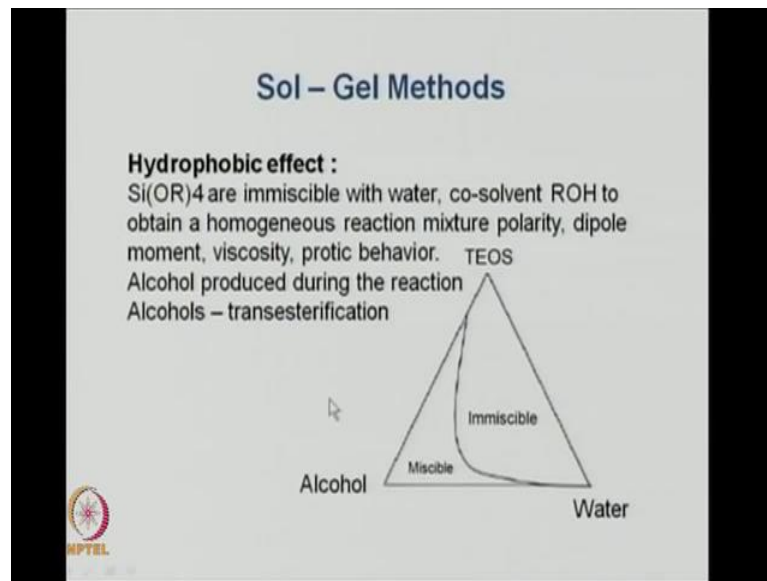 Sol – Gel Methods
Hydrophobic effect :
Si(OR)4 are immiscible with water, co-solvent ROH to
obtain a homogeneous reaction mixture polarity, dipole
moment, viscosity, protic behavior.
TEOS
Alcohol produced during the reaction
Alcohols – transesterification
Immiscible
Miscible
Alcohol
Water
NPTEL